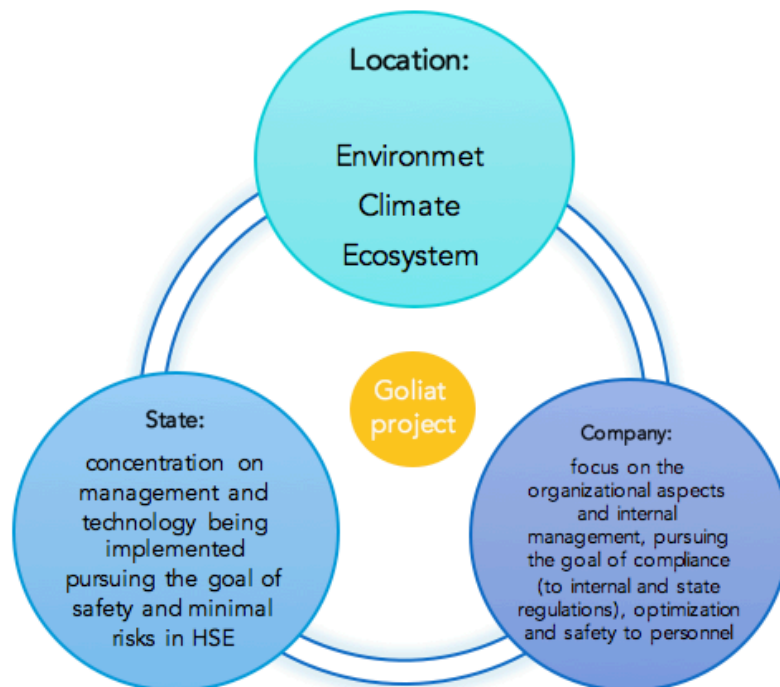 Location:
Environmet
Climate
Ecosystem
Goliat
project
State:
concentration on
management and
technology being
implemented
pursuing the goal of
safety and minimal
risks in HSE
Company:
focus on the
organizational aspects
and internal
management, pursuing
the goal of compliance
(to internal and state
regulations), optimization
and safety to personnel